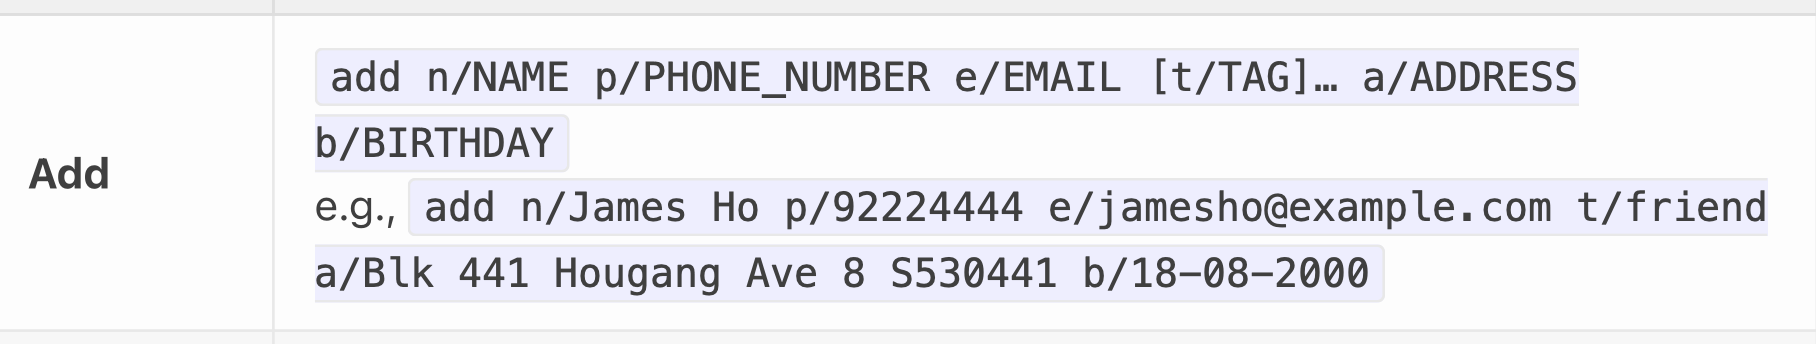 Add
add n/NAME p/PHONE_NUMBER e/EMAIL [t/TAG]… a/ADDRESS
b/BIRTHDAY
e.g., add n/James Ho p/92224444 e/jamesho@example.com t/friend
a/Blk 441 Hougang Ave 8 S530441 b/18-08-2000